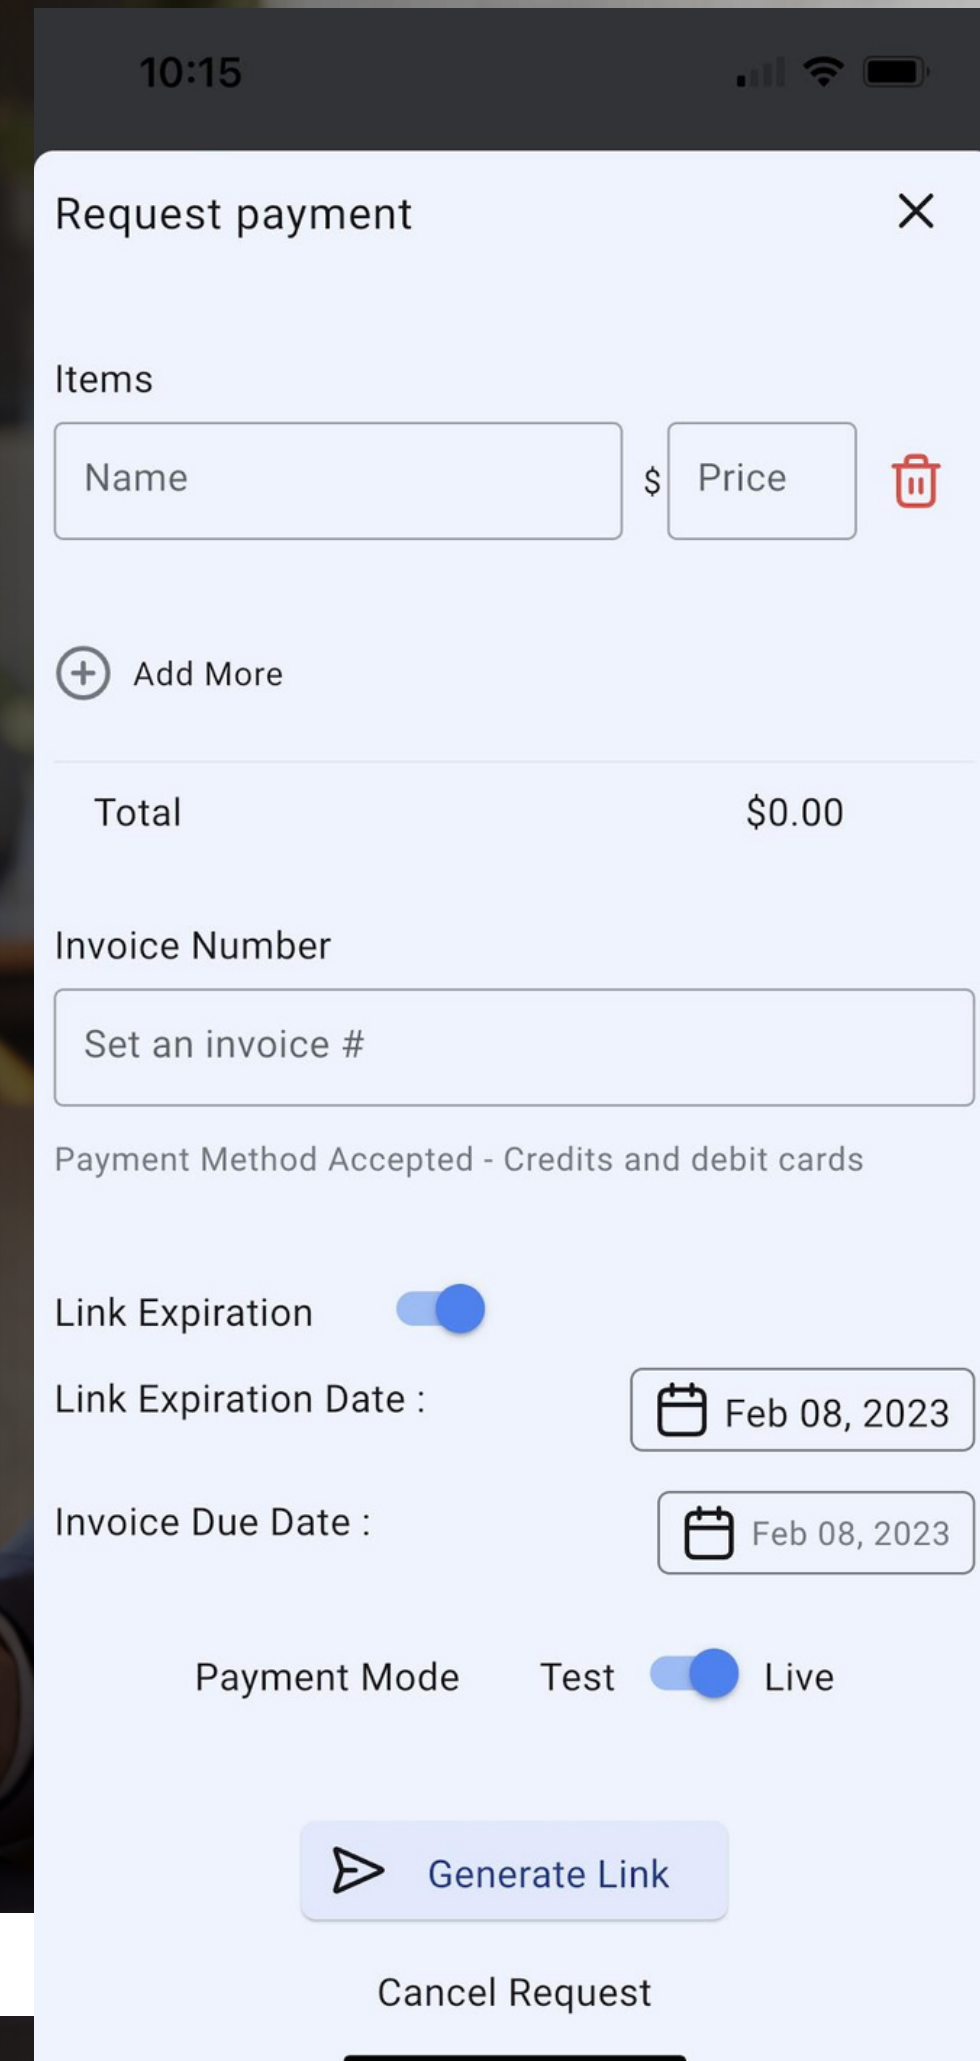 10:15
Request payment
Items
Name $ Price
Add More
Total $0.00
Invoice Number
Set an invoice #
Payment Method Accepted - Credits and debit cards
Link Expiration
Link Expiration Date : Feb 08, 2023
Invoice Due Date : Feb 08, 2023
Payment Mode Test Live
Generate Link
Cancel Request